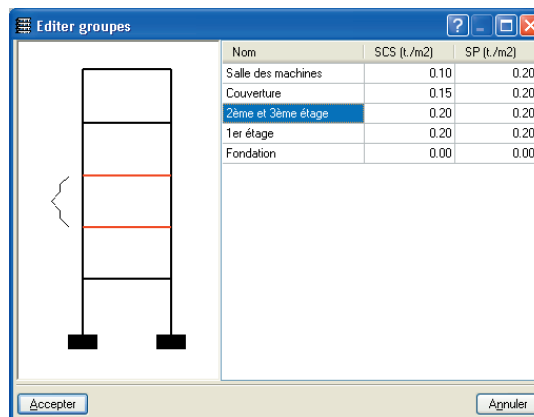 Editer groupes
Nom SCS (t./m2) SP (t./m2)
Salle des machines 0.10 0.20
Couverture 0.15 0.20
2ème et 3ème étage 0.20 0.20
1er étage 0.20 0.20
Fondation 0.00 0.00
Accepter Annuler